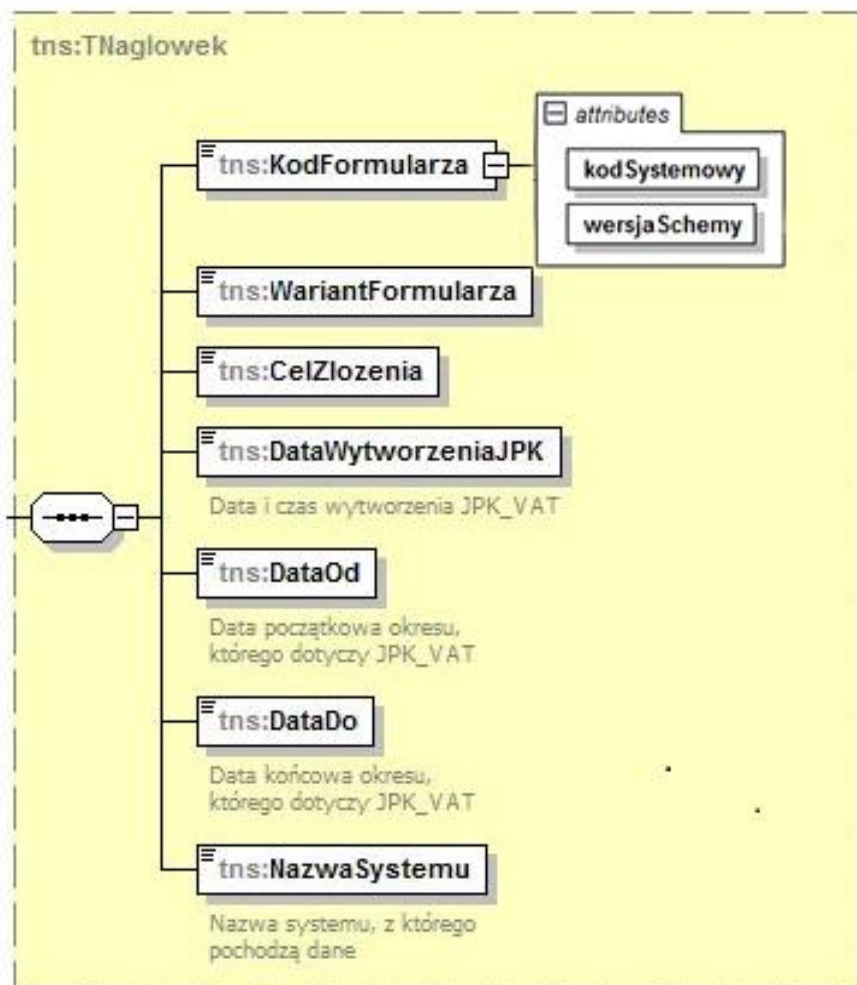 tns:TNaglowek
attributes
tns:KodFormularza
kodSystemowy
wersjaSchemy
tns:WariantFormularza
tns:CelZlozenia
tns:DataWytworzeniaJPK
Data i czas wytworzenia JPK_VAT
tns:DataOd
Data początkowa okresu,
którego dotyczy JPK_VAT
tns:DataDo
Data końcowa okresu,
którego dotyczy JPK_VAT
tns:NazwaSystemu
Nazwa systemu, z którego
pochodzą dane